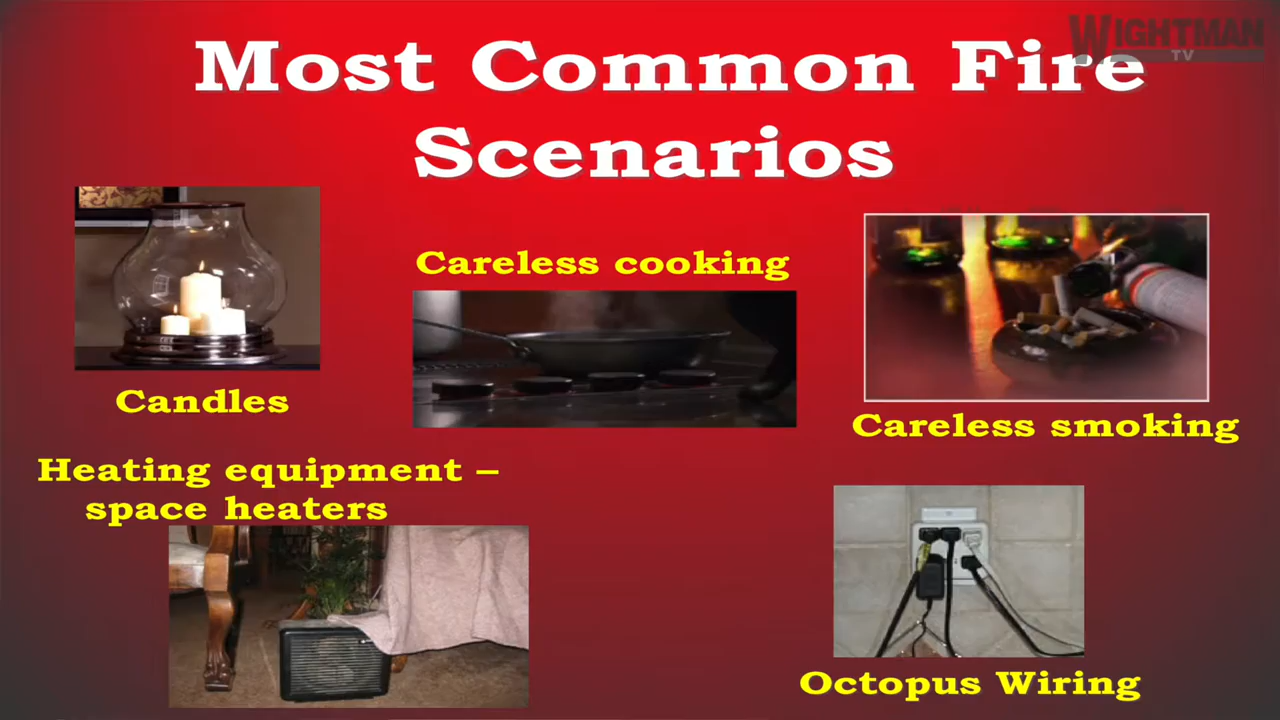 WIGHTMAN
TV
Most Common Fire
Scenarios
Careless cooking
Candles
Careless smoking
Heating equipment –
space heaters
Octopus Wiring